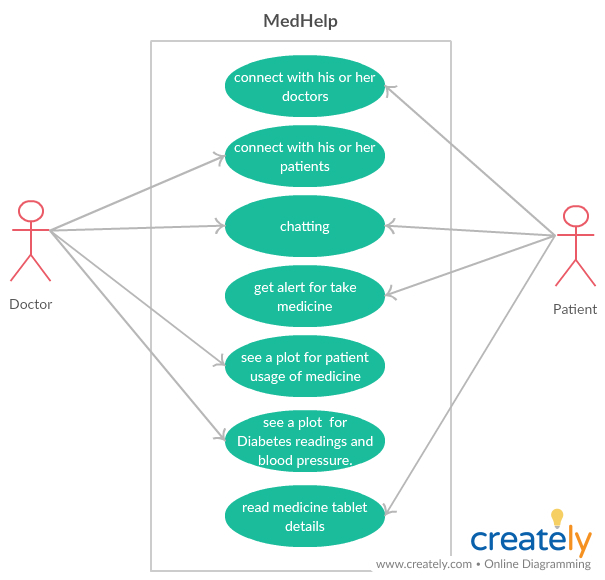 MedHelp
connect with his or her
doctors
connect with his or her
patients
chatting
get alert for take
medicine
see a plot for patient
usage of medicine
see a plot for
Diabetes readings and
blood pressure.
read medicine tablet
details
Doctor
Patient
creately
www.creately.com • Online Diagramming